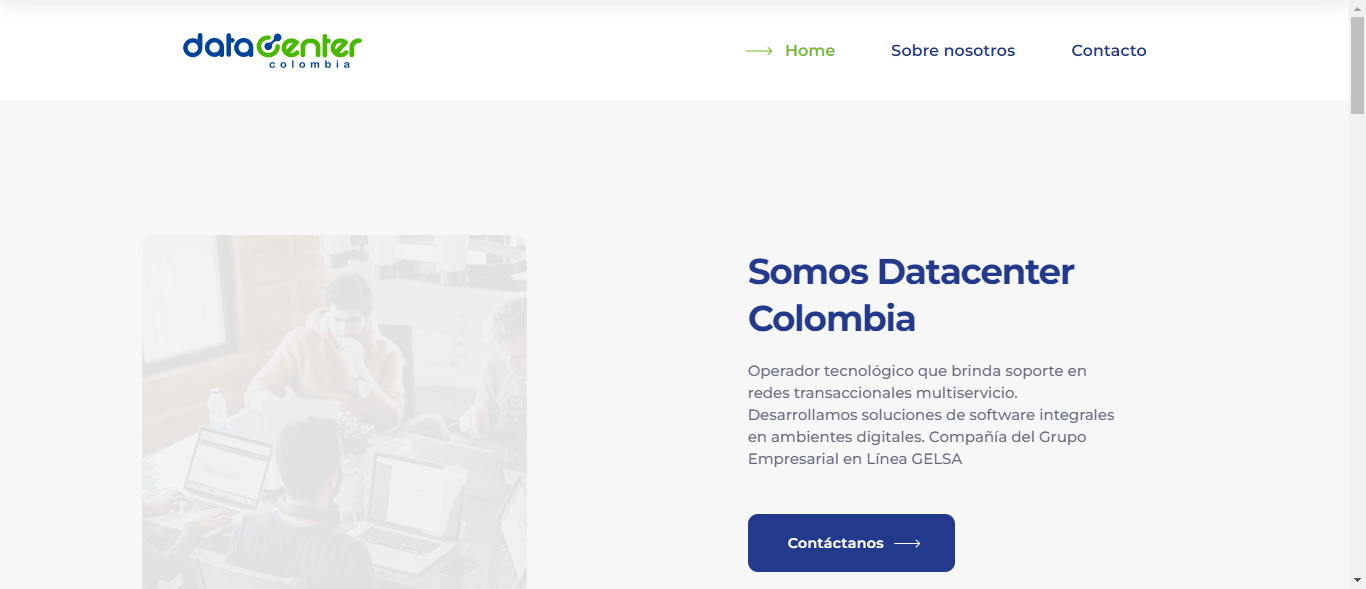 datacenter
colombia
Home
Sobre nosotros
Contacto
Somos Datacenter
Colombia
Operador tecnológico que brinda soporte en
redes transaccionales multiservicio.
Desarrollamos soluciones de software integrales
en ambientes digitales. Compañía del Grupo
Empresarial en Línea GELSA
Contáctanos